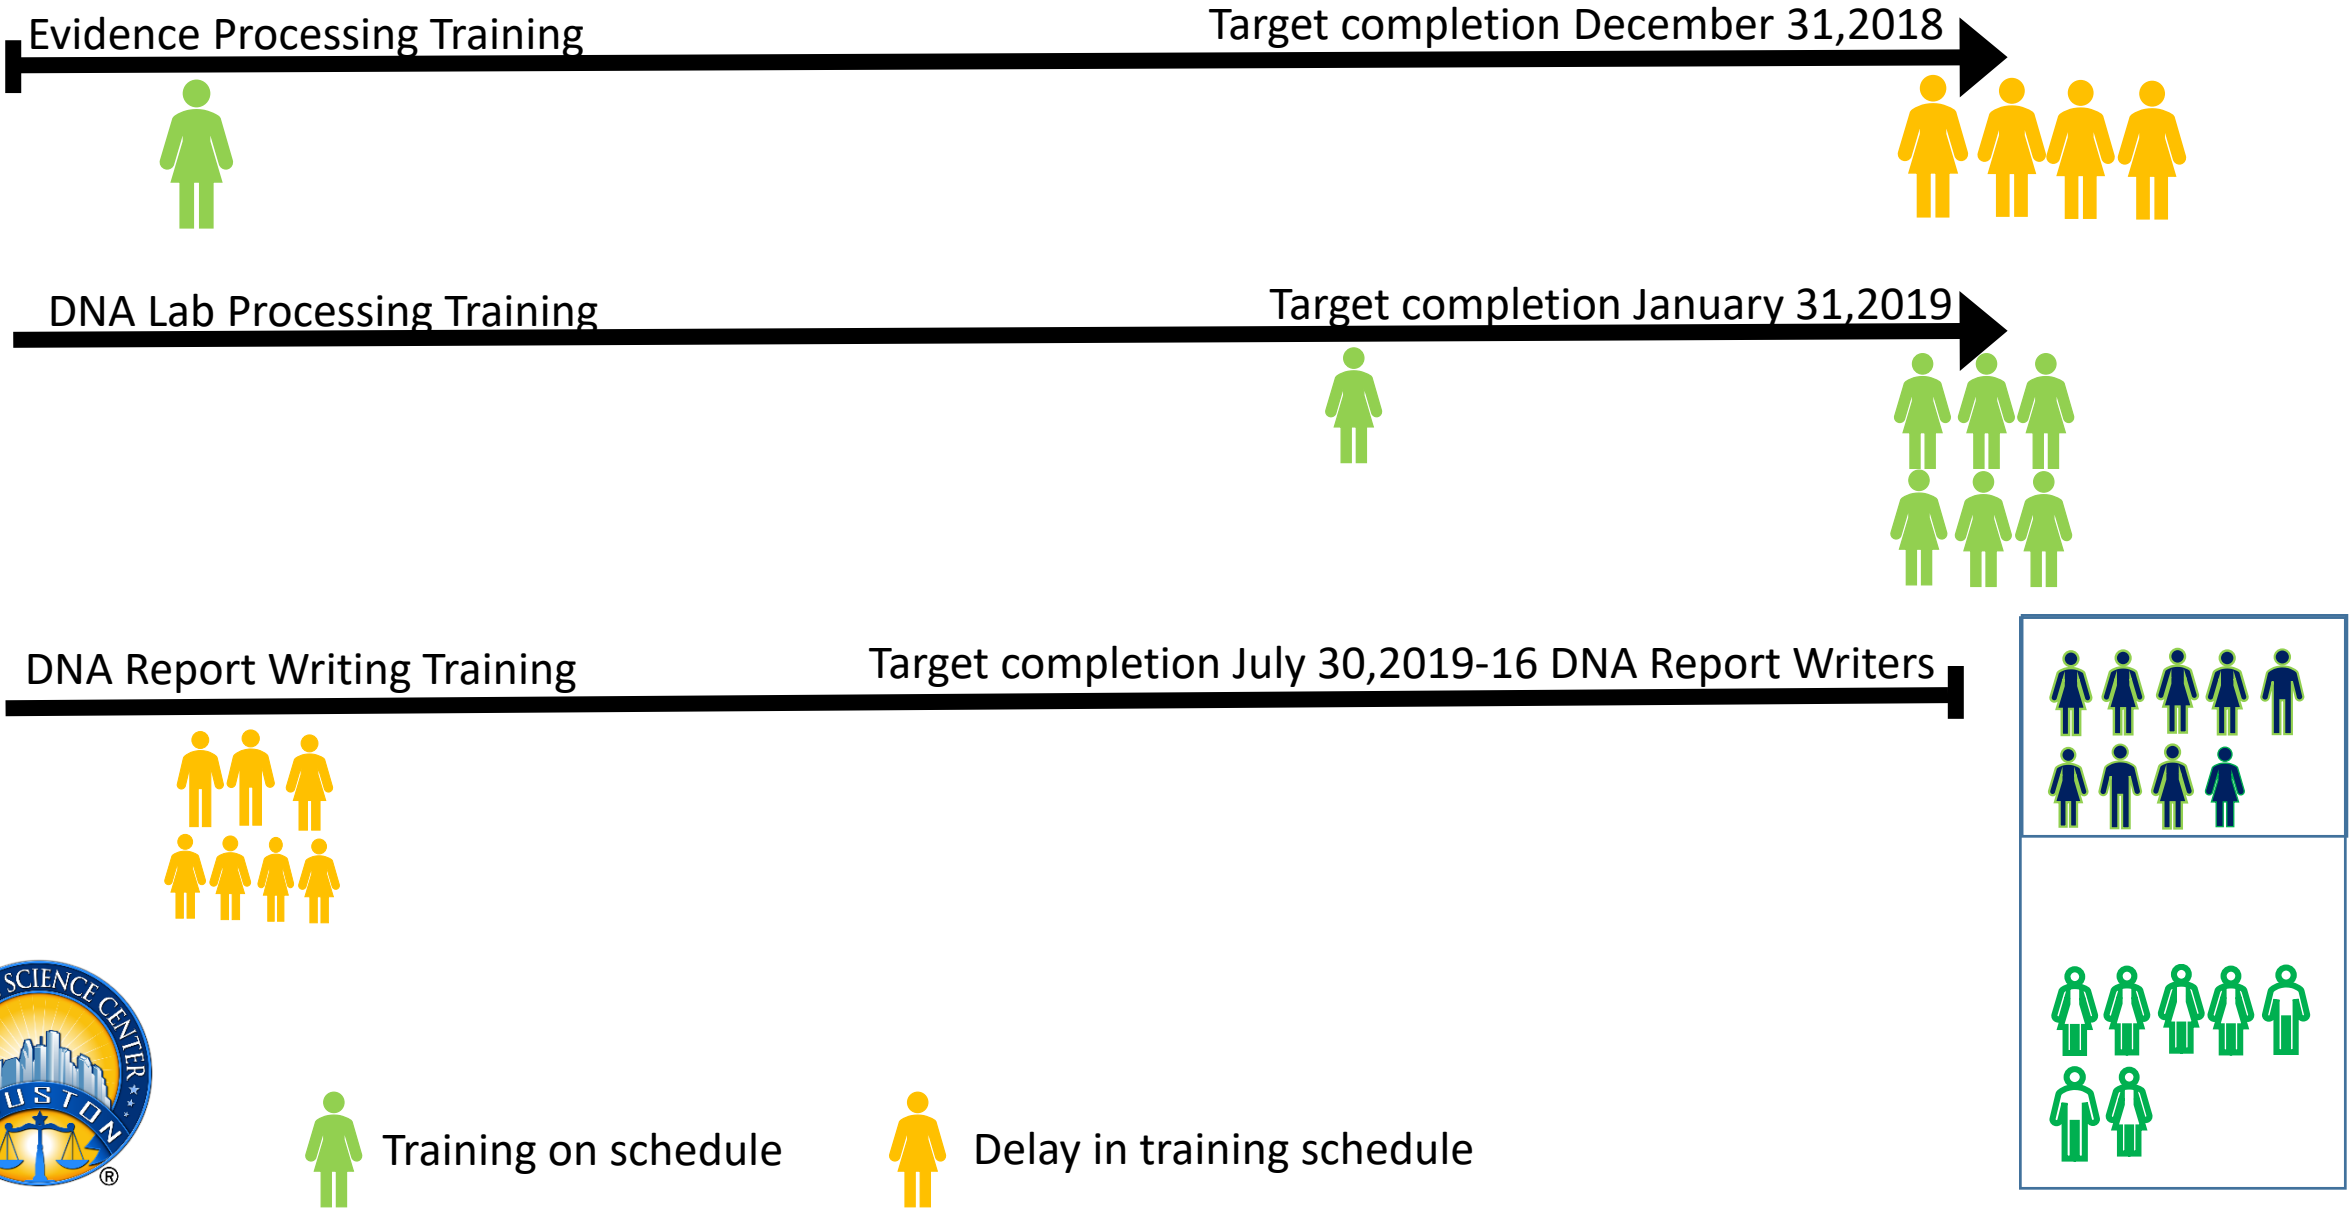 Evidence Processing Training
Target completion December 31,2018
DNA Lab Processing Training
Target completion January 31,2019
DNA Report Writing Training
Target completion July 30,2019-16 DNA Report Writers
SCIENCE CENTER
USTON
®
Training on schedule
Delay in training schedule